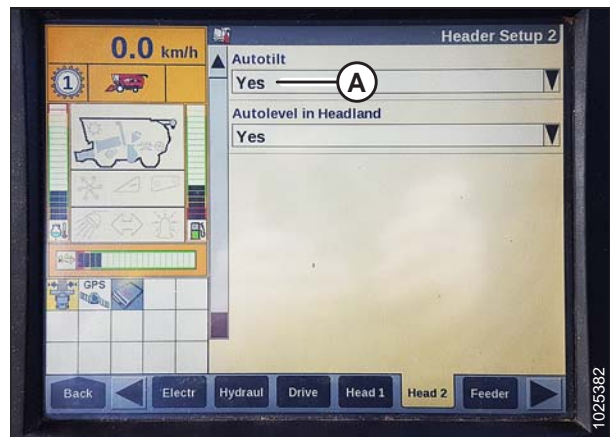 0.0 km/h
Header Setup 2
1
Autotilt
Yes
A
Autolevel in Headland
Yes
GPS
Back
Electr
Hydraul
Drive
Head 1
Head 2
Feeder
1025382